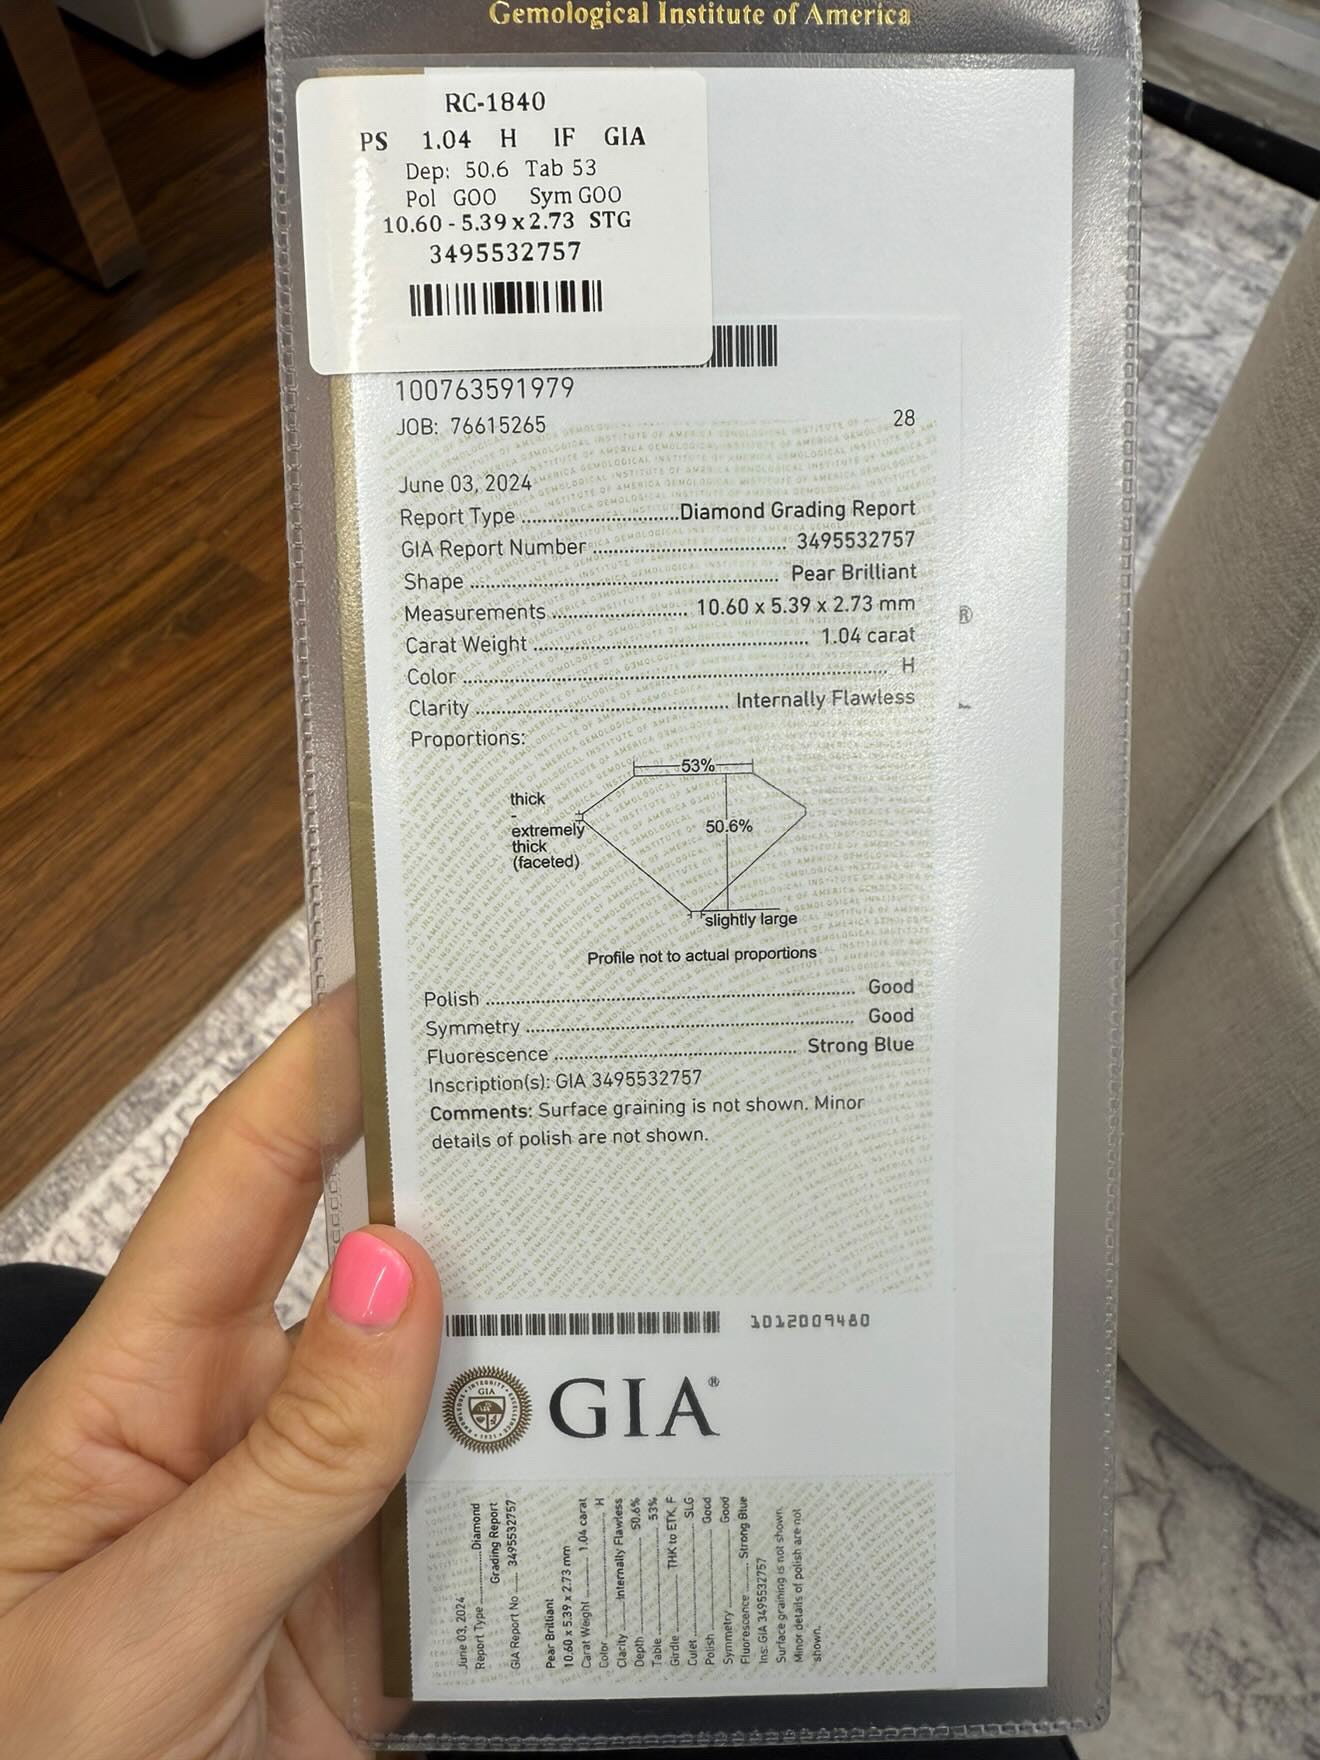 Gemological Institute of America
RC-1840
PS 1.04 H IF GIA
Dep: 50.6 Tab 53
Pol GOO Sym GOO
10.60 - 5.39 x 2.73 STG
3495532757
100763591979
JOB: 76615265 28
June 03, 2024
Report Type Diamond Grading Report
GIA Report Number 3495532757
Shape Pear Brilliant
Measurements 10.60 x 5.39 x 2.73 mm
®
Carat Weight 1.04 carat
Color H
Clarity Internally Flawless
Proportions:
53%
thick
-
extremely
thick
(faceted)
50.6%
slightly large
Profile not to actual proportions
Polish Good
Symmetry Good
Fluorescence Strong Blue
Inscription(s): GIA 3495532757
Comments: Surface graining is not shown. Minor
details of polish are not shown.
1012009480
GIA
GIA®
June 03, 2024
Report Type Diamond
Grading Report
GIA Report No 3495532757
Pear Brilliant
10.60 x 5.39 x 2.73 mm
Carat Weight 1.04 carat
Color H
Clarity Internally Flawless
Depth 50.6%
Table 53%
Girdle THK to ETK, F
Culet SLG
Polish Good
Symmetry Good
Fluorescence Strong Blue
Ins: GIA 3495532757
Surface graining is not shown.
Minor details of polish are not
shown.